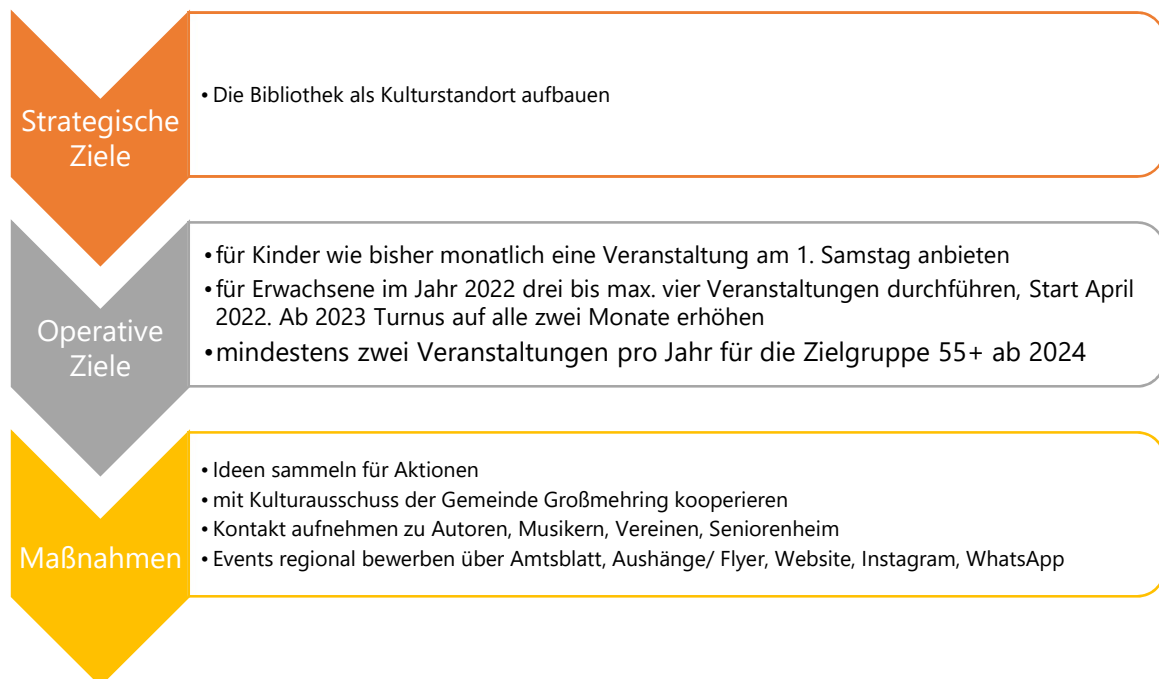 Strategische
Ziele
• Die Bibliothek als Kulturstandort aufbauen
Operative
Ziele
• für Kinder wie bisher monatlich eine Veranstaltung am 1. Samstag anbieten
• für Erwachsene im Jahr 2022 drei bis max. vier Veranstaltungen durchführen, Start April
2022. Ab 2023 Turnus auf alle zwei Monate erhöhen
• mindestens zwei Veranstaltungen pro Jahr für die Zielgruppe 55+ ab 2024
Maßnahmen
• Ideen sammeln für Aktionen
• mit Kulturausschuss der Gemeinde Großmehring kooperieren
• Kontakt aufnehmen zu Autoren, Musikern, Vereinen, Seniorenheim
• Events regional bewerben über Amtsblatt, Aushänge/ Flyer, Website, Instagram, WhatsApp